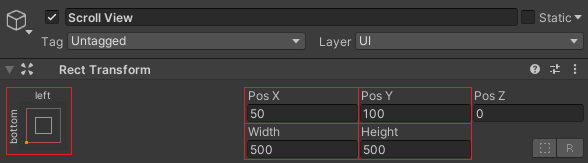 Scroll View
Static
Tag
Untagged
Layer
UI
Rect Transform
left
bottom
Pos X
Pos Y
Pos Z
50
100
0
Width
Height
500
500
R